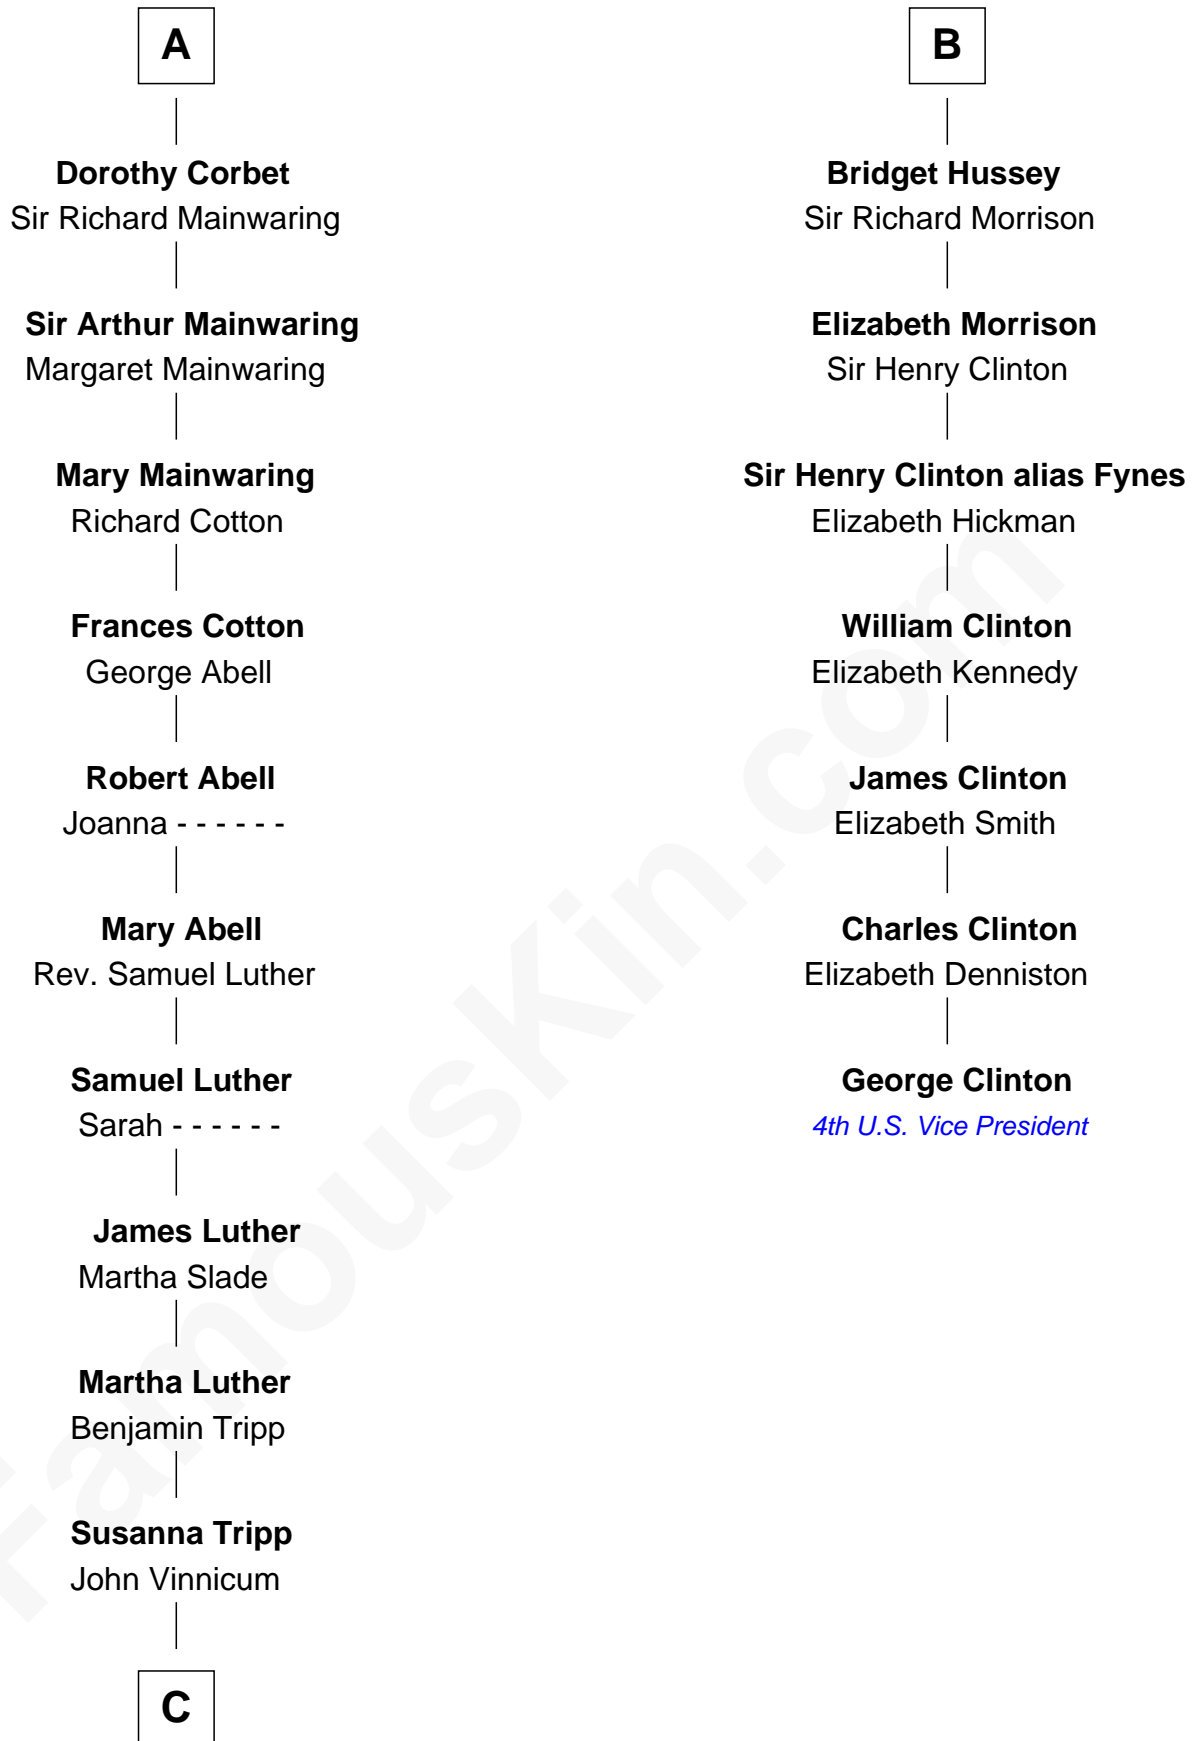 A
Dorothy Corbet
Sir Richard Mainwaring
Sir Arthur Mainwaring
Margaret Mainwaring
Mary Mainwaring
Richard Cotton
Frances Cotton
George Abell
Robert Abell
Joanna - - - - - -
Mary Abell
Rev. Samuel Luther
Samuel Luther
Sarah - - - - - -
James Luther
Martha Slade
Martha Luther
Benjamin Tripp
Susanna Tripp
John Vinnicum
C
B
Bridget Hussey
Sir Richard Morrison
Elizabeth Morrison
Sir Henry Clinton
Sir Henry Clinton alias Fynes
Elizabeth Hickman
William Clinton
Elizabeth Kennedy
James Clinton
Elizabeth Smith
Charles Clinton
Elizabeth Denniston
George Clinton
4th U.S. Vice President
FamousKin.com